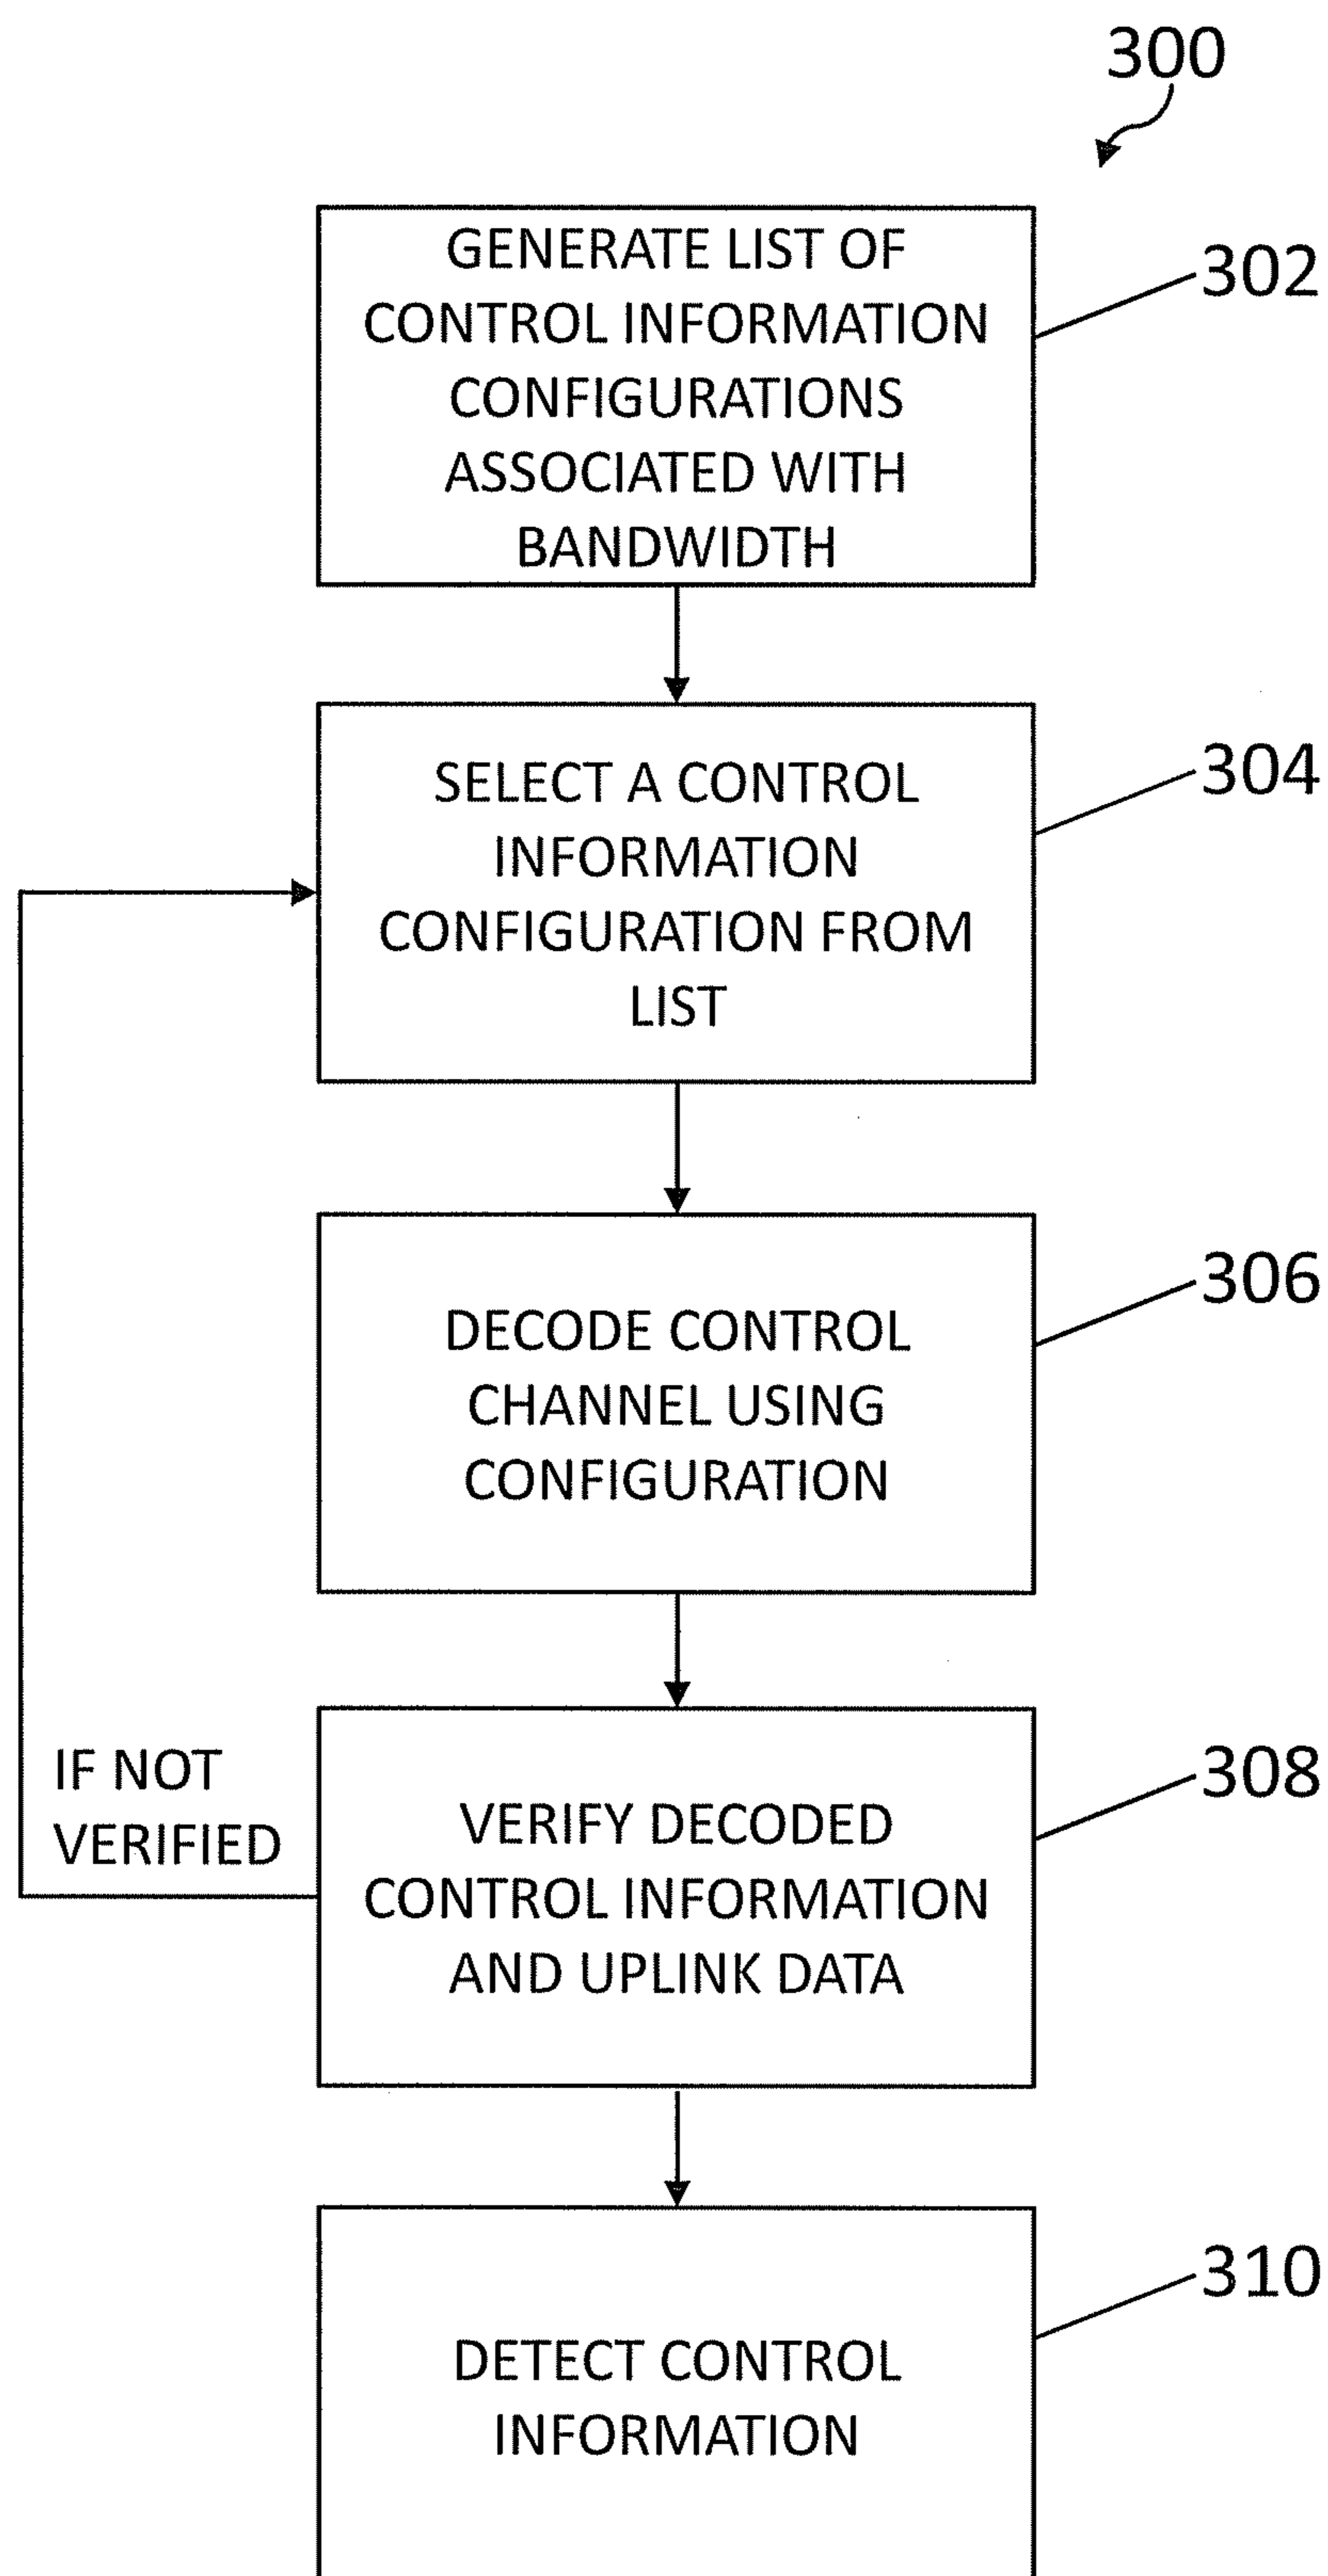 300
GENERATE LIST OF
CONTROL INFORMATION
CONFIGURATIONS
ASSOCIATED WITH
BANDWIDTH
302
SELECT A CONTROL
INFORMATION
CONFIGURATION FROM
LIST
304
DECODE CONTROL
CHANNEL USING
CONFIGURATION
306
IF NOT
VERIFIED
VERIFY DECODED
CONTROL INFORMATION
AND UPLINK DATA
308
DETECT CONTROL
INFORMATION
310